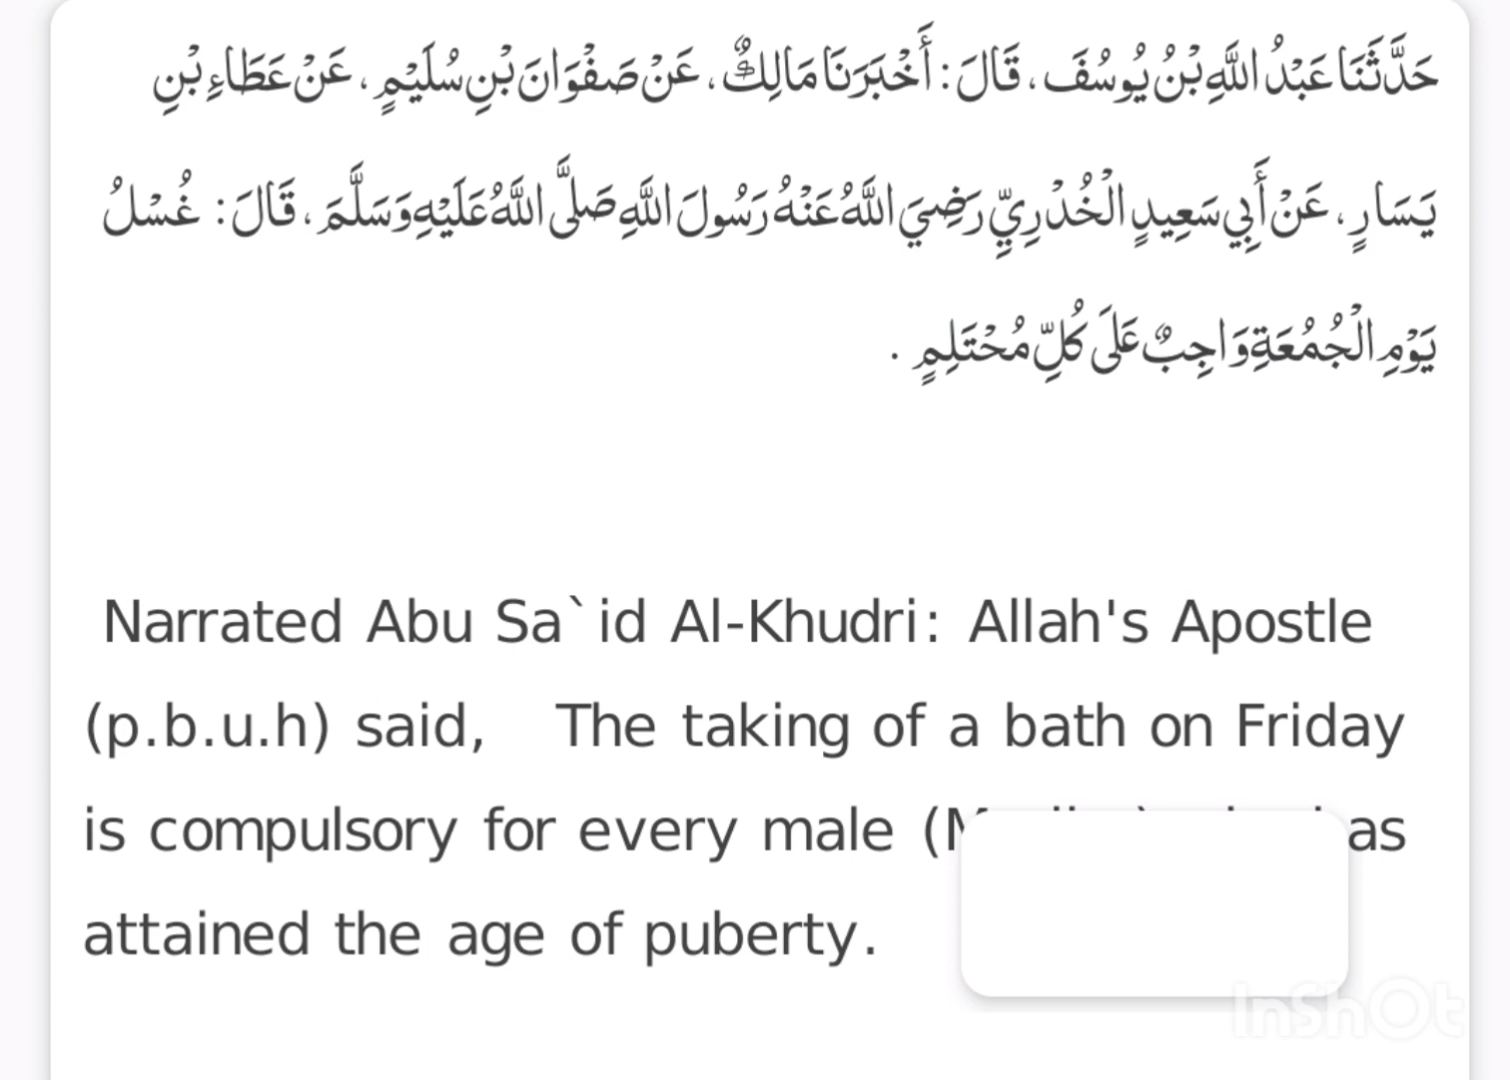 حَدَّثَنَا عَبْدُ اللَّهِ بْنُ يُوسُفَ، قَالَ: أَخْبَرَنَا مَالِكٌ، عَنْ صَفْوَانَ بْنِ سُلَيْمٍ، عَنْ عَطَاءِ بْنِ
يَسَارٍ، عَنْ أَبِي سَعِيدٍ الْخُدْرِيِّ رَضِيَ اللَّهُ عَنْهُ رَسُولَ اللَّهِ صَلَّى اللَّهُ عَلَيْهِ وَسَلَّمَ، قَالَ: غُسْلُ
يَوْمِ الْجُمُعَةِ وَاجِبٌ عَلَى كُلِّ مُحْتَلِمٍ .
Narrated Abu Sa`id Al-Khudri: Allah's Apostle
(p.b.u.h) said, The taking of a bath on Friday
is compulsory for every male as
attained the age of puberty.
InShOt